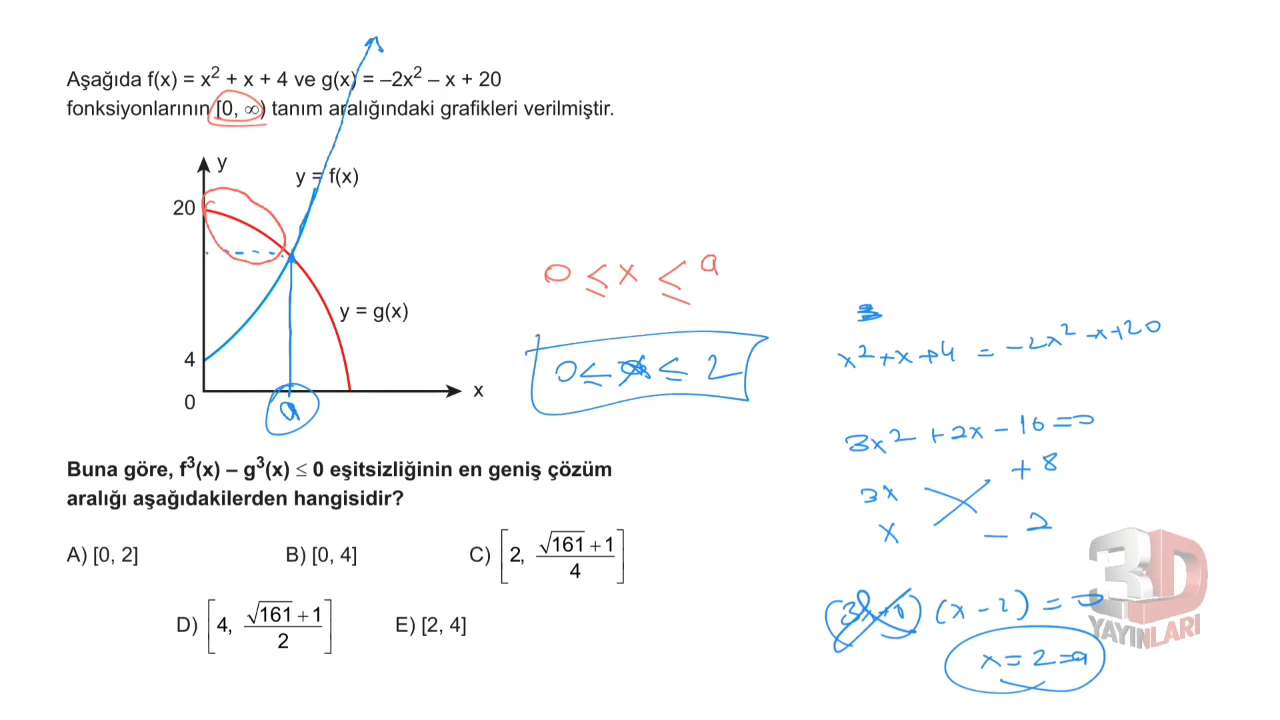 Aşağıda f(x) = x² + x + 4 ve g(x) = –2x² – x + 20
fonksiyonlarının [0, ∞) tanım aralığındaki grafikleri verilmiştir.
y
y = f(x)
20
y = g(x)
4
0
x
a
0 ≤ x ≤ a
0 ≤ x ≤ 2
x² + x + 4 = –2x² – x + 20
3x² + 2x – 16 = 0
3x + 8
x – 2
(x – 2) = 0
x = 2 = a
Buna göre, f³(x) – g³(x) ≤ 0 eşitsizliğinin en geniş çözüm
aralığı aşağıdakilerden hangisidir?
A) [0, 2] B) [0, 4] C) [2, (√161 + 1)/4]
D) [4, (√161 + 1)/2] E) [2, 4]
3D
YAYINLARI